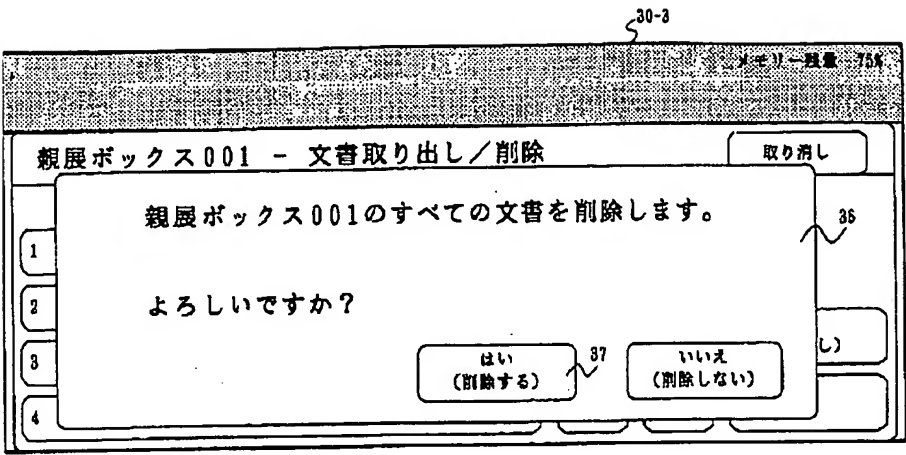 30-3
メモリー残量 75%
親展ボックス001 - 文書取り出し／削除
取り消し
親展ボックス001のすべての文書を削除します。
36
1
よろしいですか？
2
し)
3
はい
(削除する)
37
いいえ
(削除しない)
4